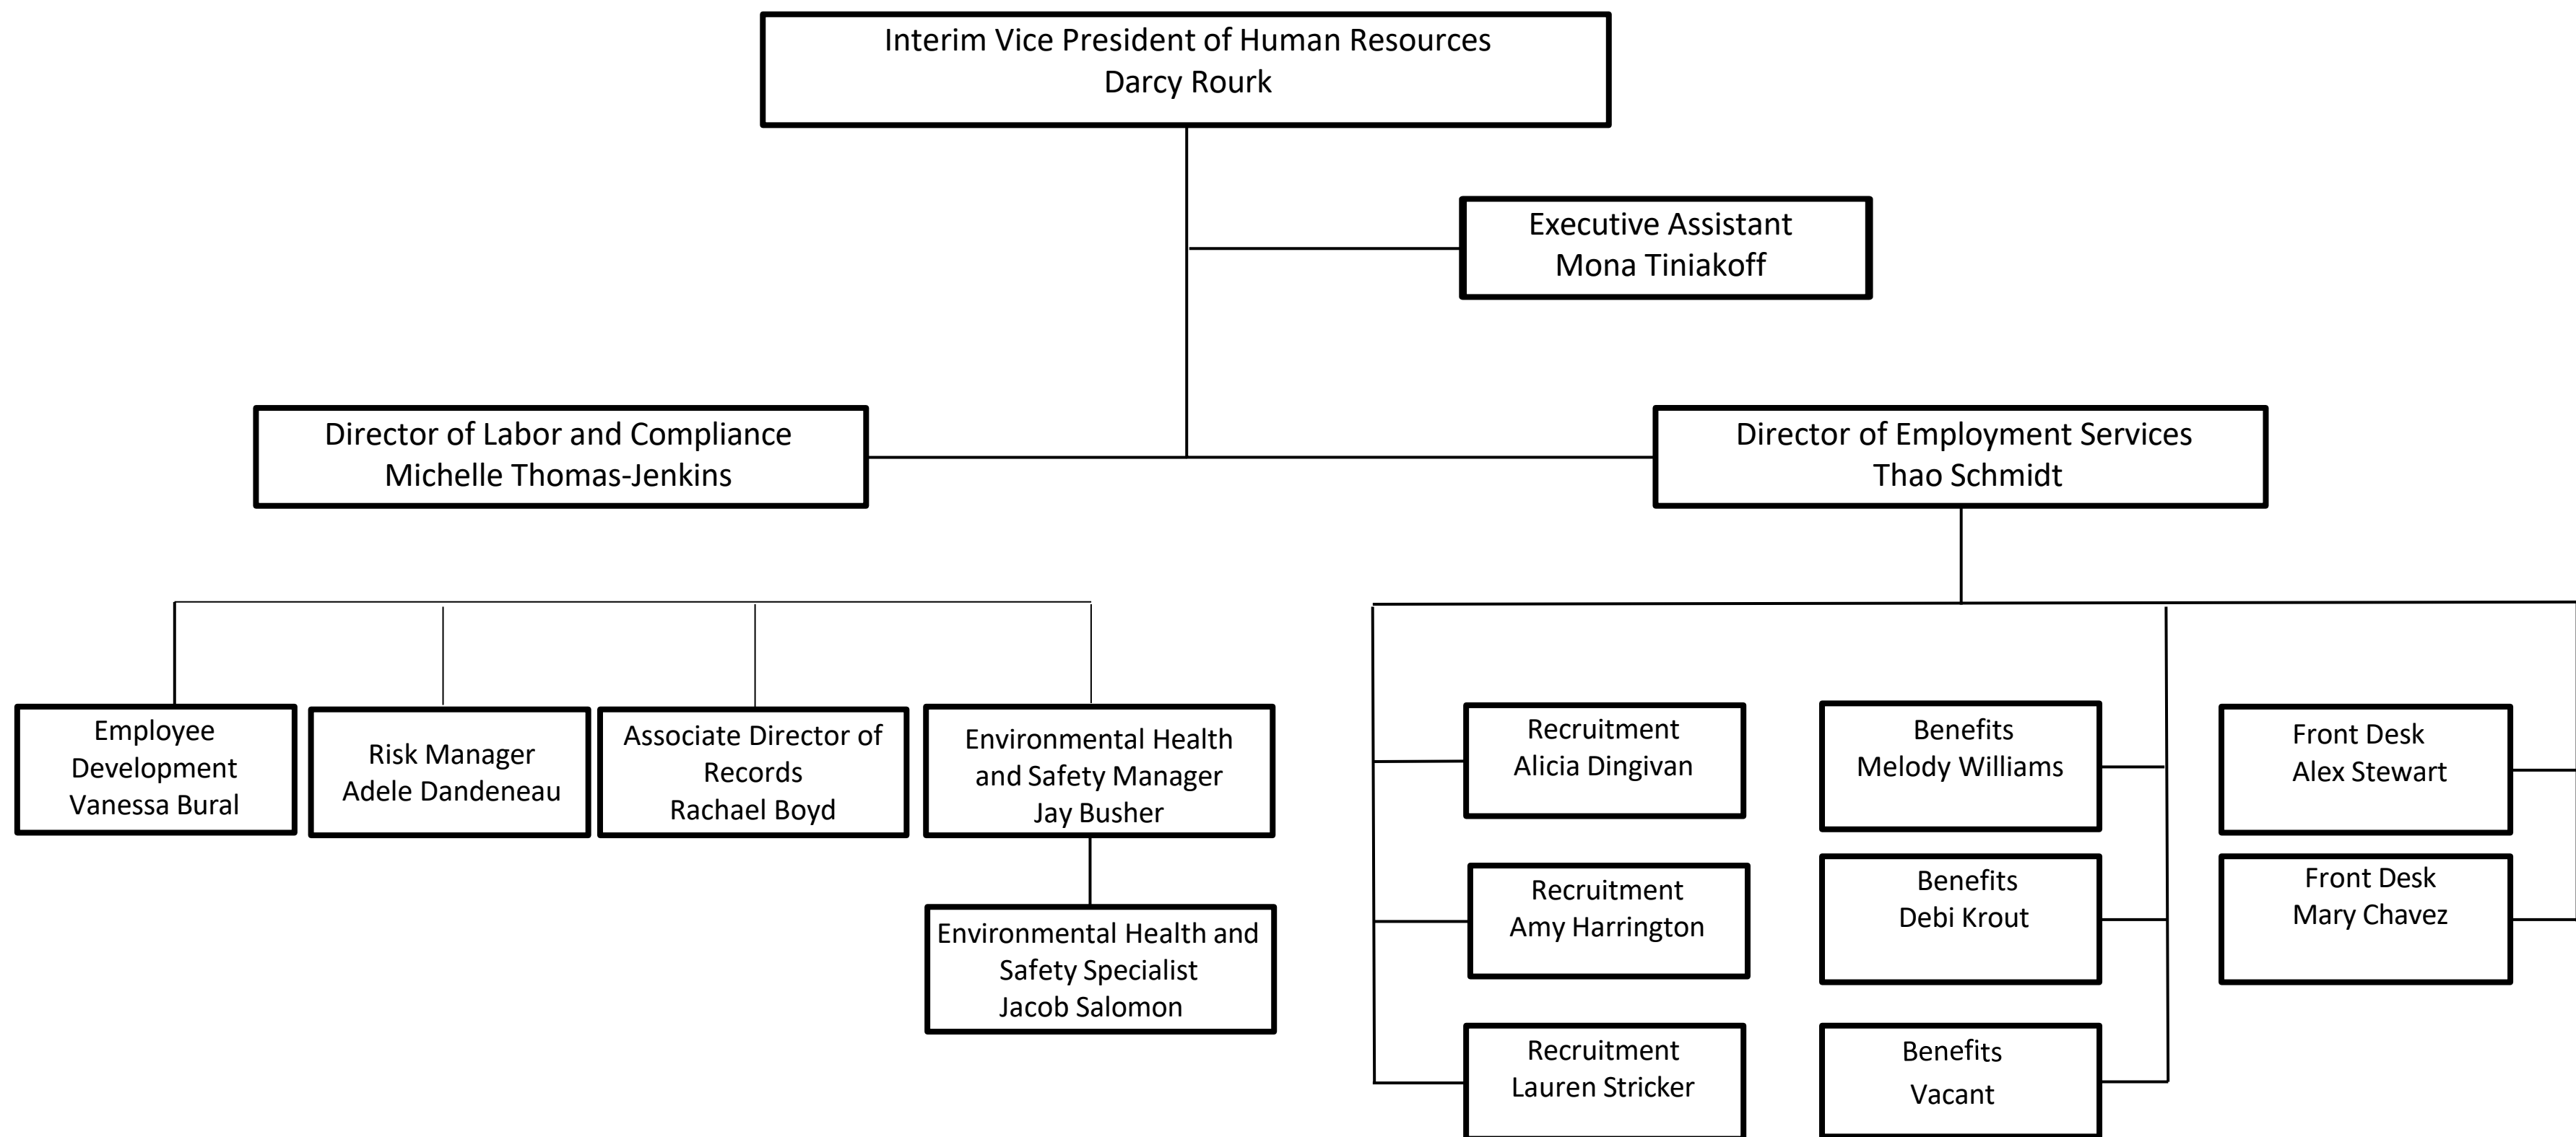 Interim Vice President of Human Resources
Darcy Rourk
Executive Assistant
Mona Tiniakoff
Director of Labor and Compliance
Michelle Thomas-Jenkins
Director of Employment Services
Thao Schmidt
Employee
Development
Vanessa Bural
Risk Manager
Adele Dandeneau
Associate Director of
Records
Rachael Boyd
Environmental Health
and Safety Manager
Jay Busher
Environmental Health and
Safety Specialist
Jacob Salomon
Recruitment
Alicia Dingivan
Recruitment
Amy Harrington
Recruitment
Lauren Stricker
Benefits
Melody Williams
Benefits
Debi Krout
Benefits
Vacant
Front Desk
Alex Stewart
Front Desk
Mary Chavez